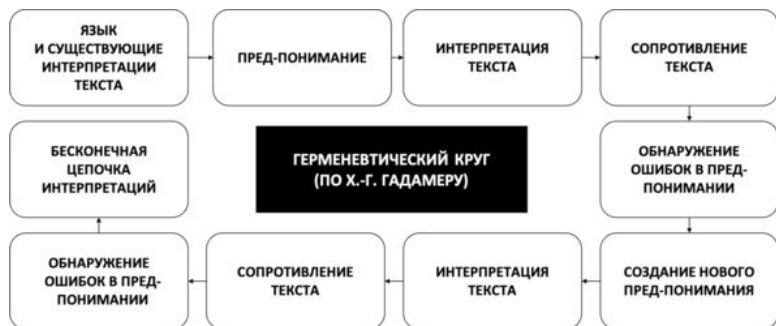 ЯЗЫК
И СУЩЕСТВУЮЩИЕ
ИНТЕРПРЕТАЦИИ
ТЕКСТА
ПРЕД-ПОНИМАНИЕ
ИНТЕРПРЕТАЦИЯ
ТЕКСТА
СОПРОТИВЛЕНИЕ
ТЕКСТА
ОБНАРУЖЕНИЕ
ОШИБОК В ПРЕД-
ПОНИМАНИИ
СОЗДАНИЕ НОВОГО
ПРЕД-ПОНИМАНИЯ
ИНТЕРПРЕТАЦИЯ
ТЕКСТА
СОПРОТИВЛЕНИЕ
ТЕКСТА
ОБНАРУЖЕНИЕ
ОШИБОК В ПРЕД-
ПОНИМАНИИ
БЕСКОНЕЧНАЯ
ЦЕПОЧКА
ИНТЕРПРЕТАЦИЙ
ГЕРМЕНЕВТИЧЕСКИЙ КРУГ
(ПО Х.-Г. ГАДАМЕРУ)